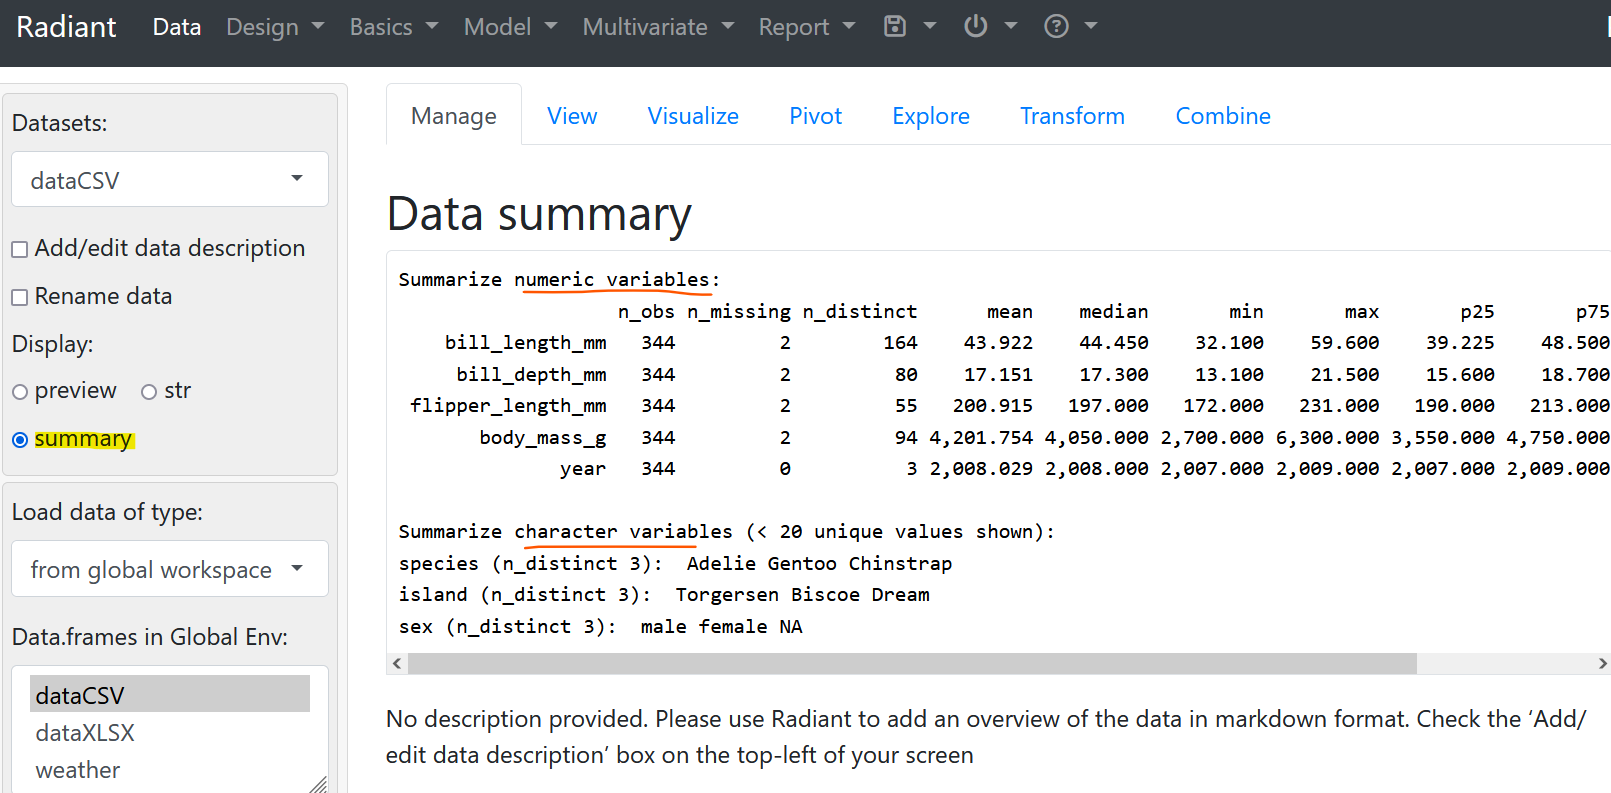 Radiant Data Design Basics Model Multivariate Report
Datasets:
dataCSV
Add/edit data description
Rename data
Display:
preview str
summary
Load data of type:
from global workspace
Data.frames in Global Env:
dataCSV
dataXLSX
weather
Manage View Visualize Pivot Explore Transform Combine
Data summary
Summarize numeric variables:
n_obs n_missing n_distinct mean median min max p25 p75
bill_length_mm 344 2 164 43.922 44.450 32.100 59.600 39.225 48.500
bill_depth_mm 344 2 80 17.151 17.300 13.100 21.500 15.600 18.700
flipper_length_mm 344 2 55 200.915 197.000 172.000 231.000 190.000 213.000
body_mass_g 344 2 94 4,201.754 4,050.000 2,700.000 6,300.000 3,550.000 4,750.000
year 344 0 3 2,008.029 2,008.000 2,007.000 2,009.000 2,007.000 2,009.000
Summarize character variables (< 20 unique values shown):
species (n_distinct 3): Adelie Gentoo Chinstrap
island (n_distinct 3): Torgersen Biscoe Dream
sex (n_distinct 3): male female NA
No description provided. Please use Radiant to add an overview of the data in markdown format. Check the ‘Add/
edit data description’ box on the top-left of your screen